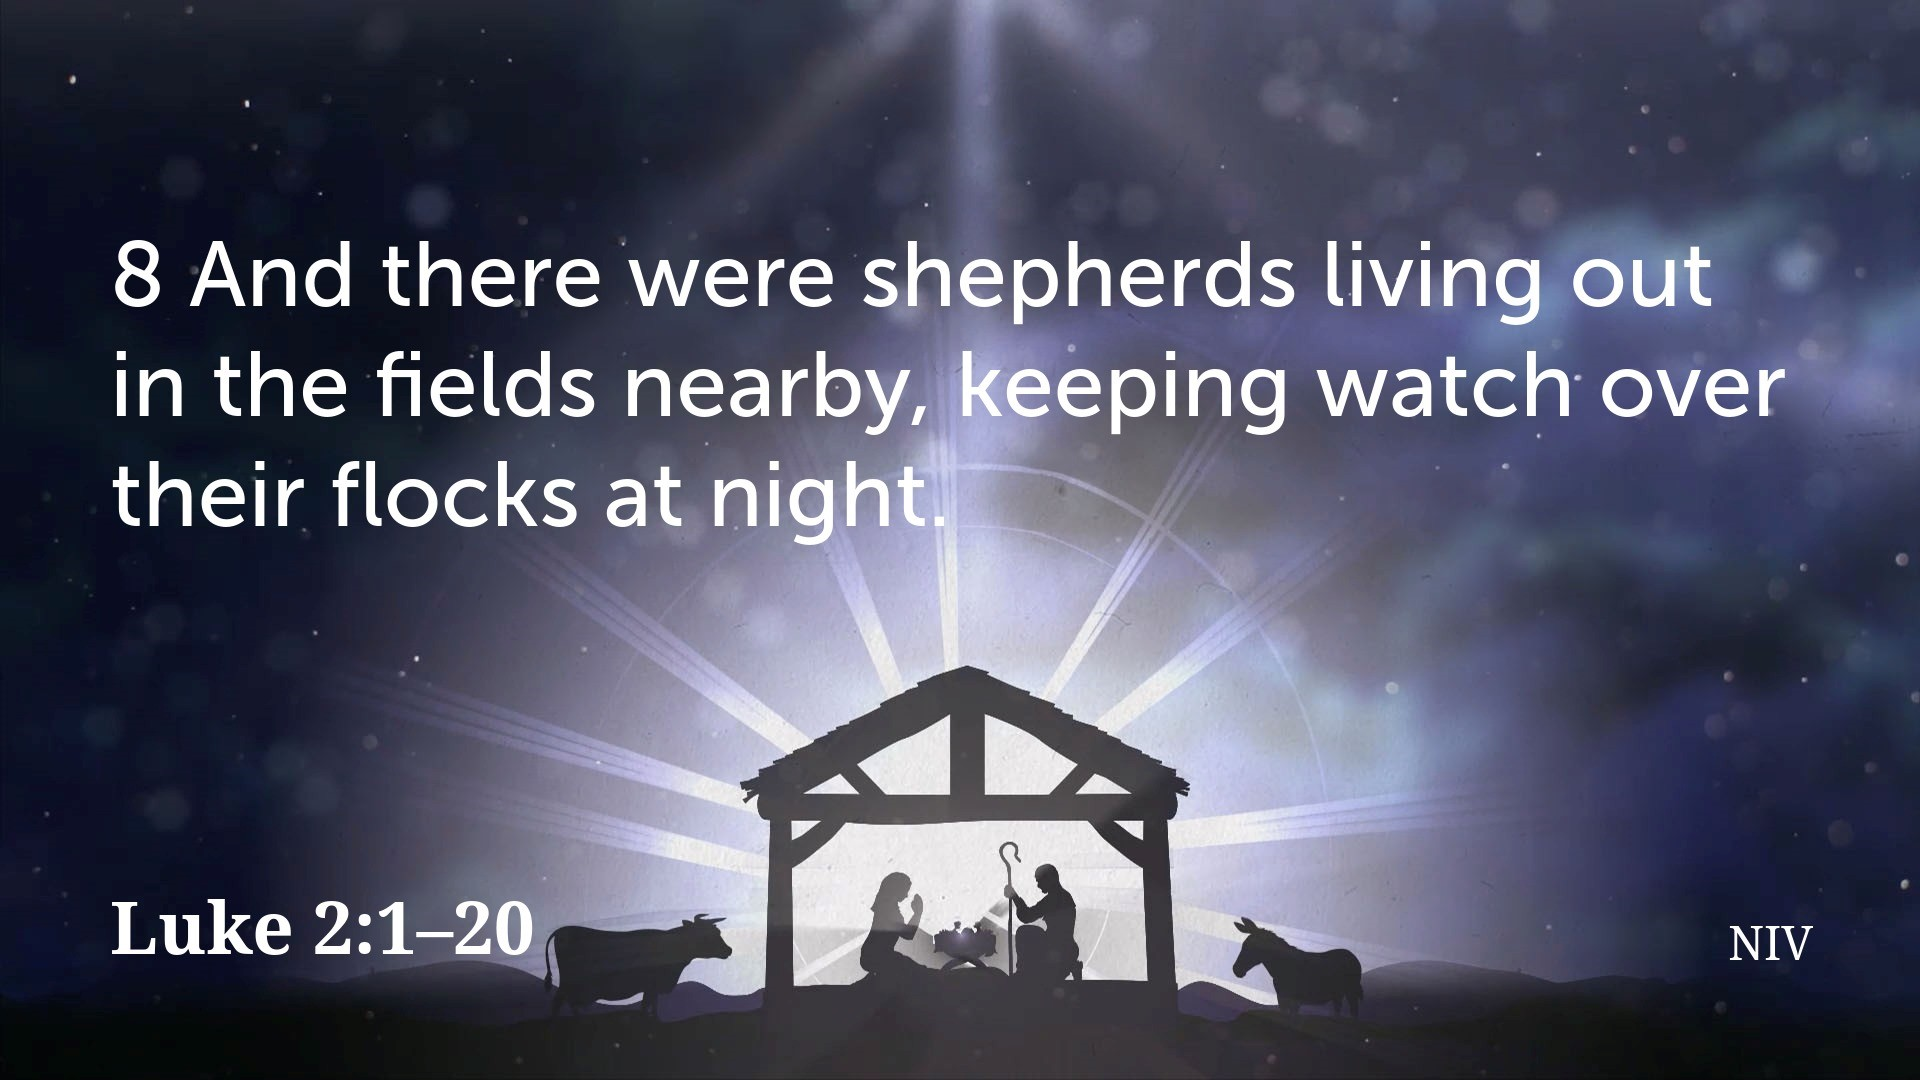 8 And there were shepherds living out
in the fields nearby, keeping watch over
their flocks at night.
Luke 2:1–20
NIV